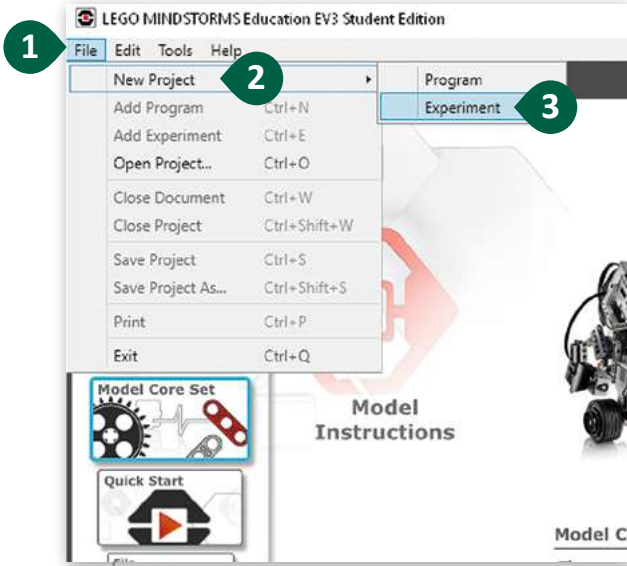 LEGO MINDSTORMS Education EV3 Student Edition
1
File Edit Tools Help
New Project 2
Program
Add Program Ctrl+N
Experiment 3
Add Experiment Ctrl+E
Open Project... Ctrl+O
Close Document Ctrl+W
Close Project Ctrl+Shift+W
Save Project Ctrl+S
Save Project As... Ctrl+Shift+S
Print Ctrl+P
Exit Ctrl+Q
Model Core Set
Model
Instructions
Quick Start
Model C
File